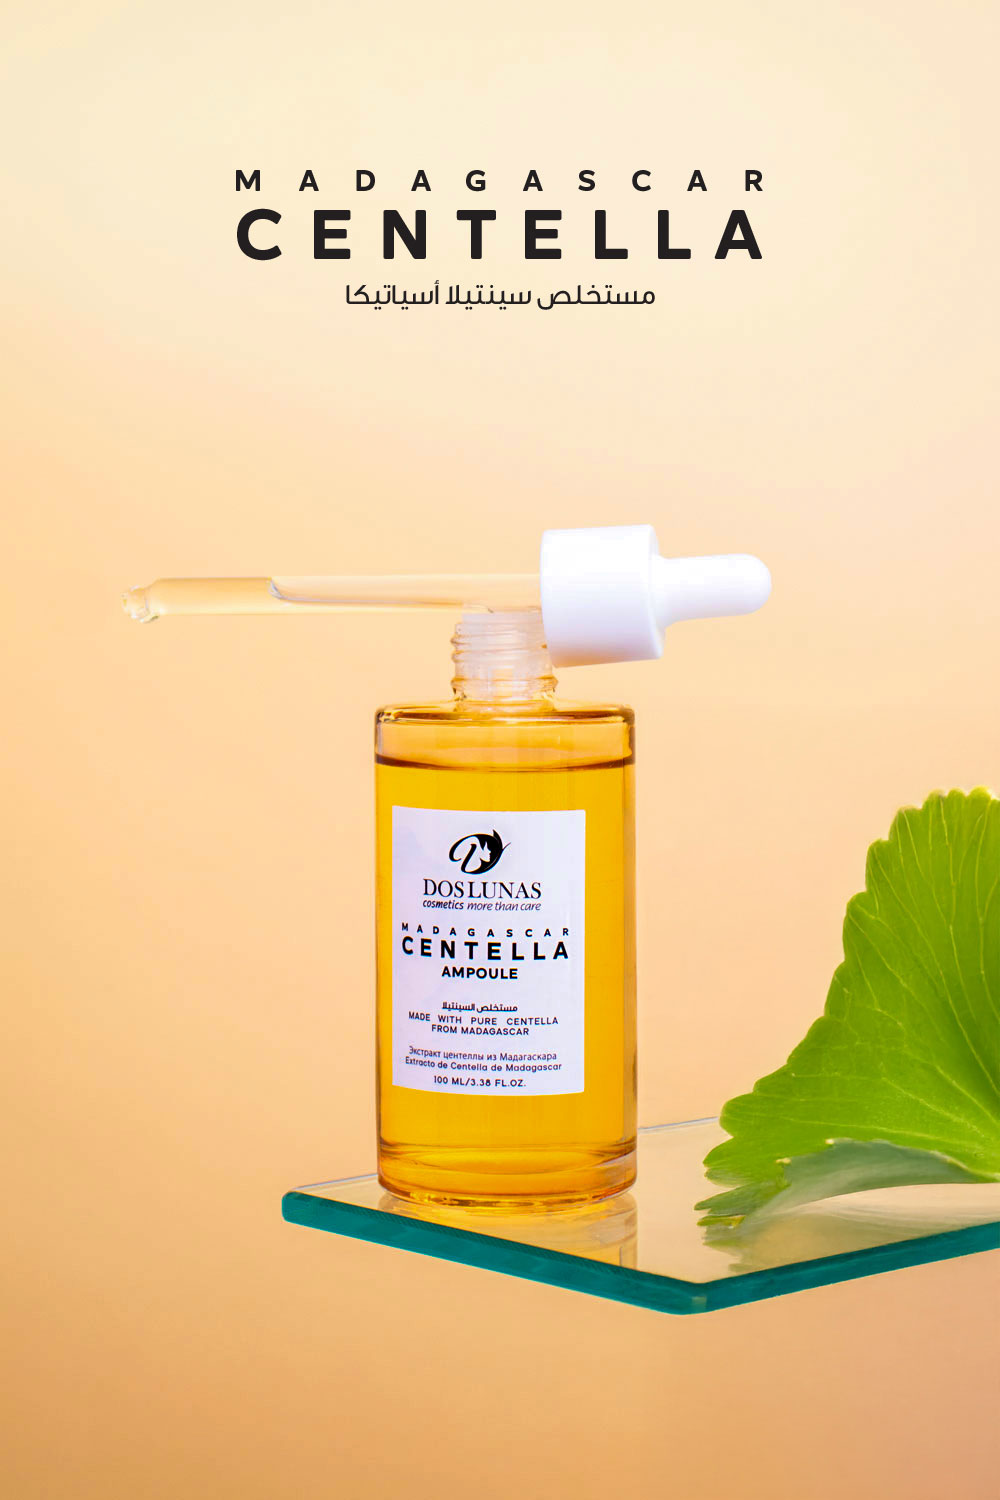 MADAGASCAR
CENTELLA
مستخلص سينتيلا أسياتيكا
DOSLUNAS
cosmetics more than care
MADAGASCAR
CENTELLA
AMPOULE
مستخلص السينتيلا
MADE WITH PURE CENTELLA
FROM MADAGASCAR
Экстракт центеллы из Мадагаскара
Extracto de Centella de Madagascar
100 ML/3.38 FL.OZ.